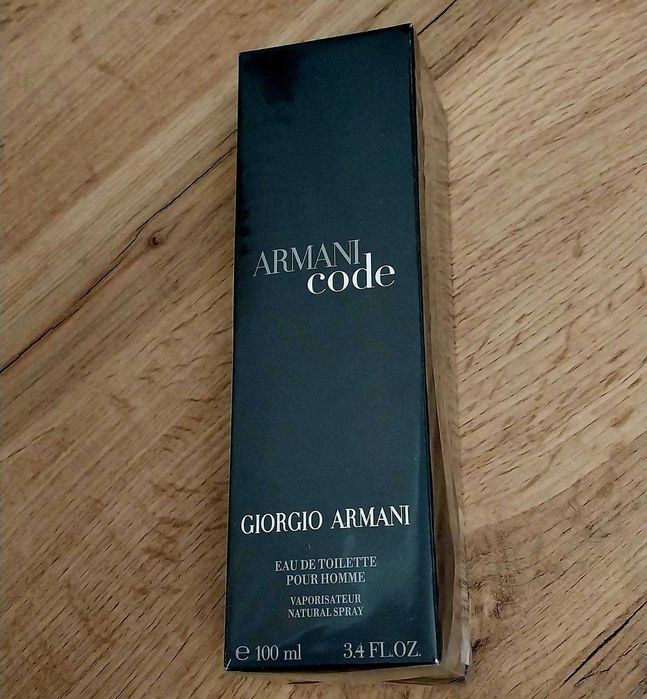 ARMANI
code
GIORGIO ARMANI
EAU DE TOILETTE
POUR HOMME
VAPORISATEUR
NATURAL SPRAY
e 100 ml 3.4 FL.OZ.